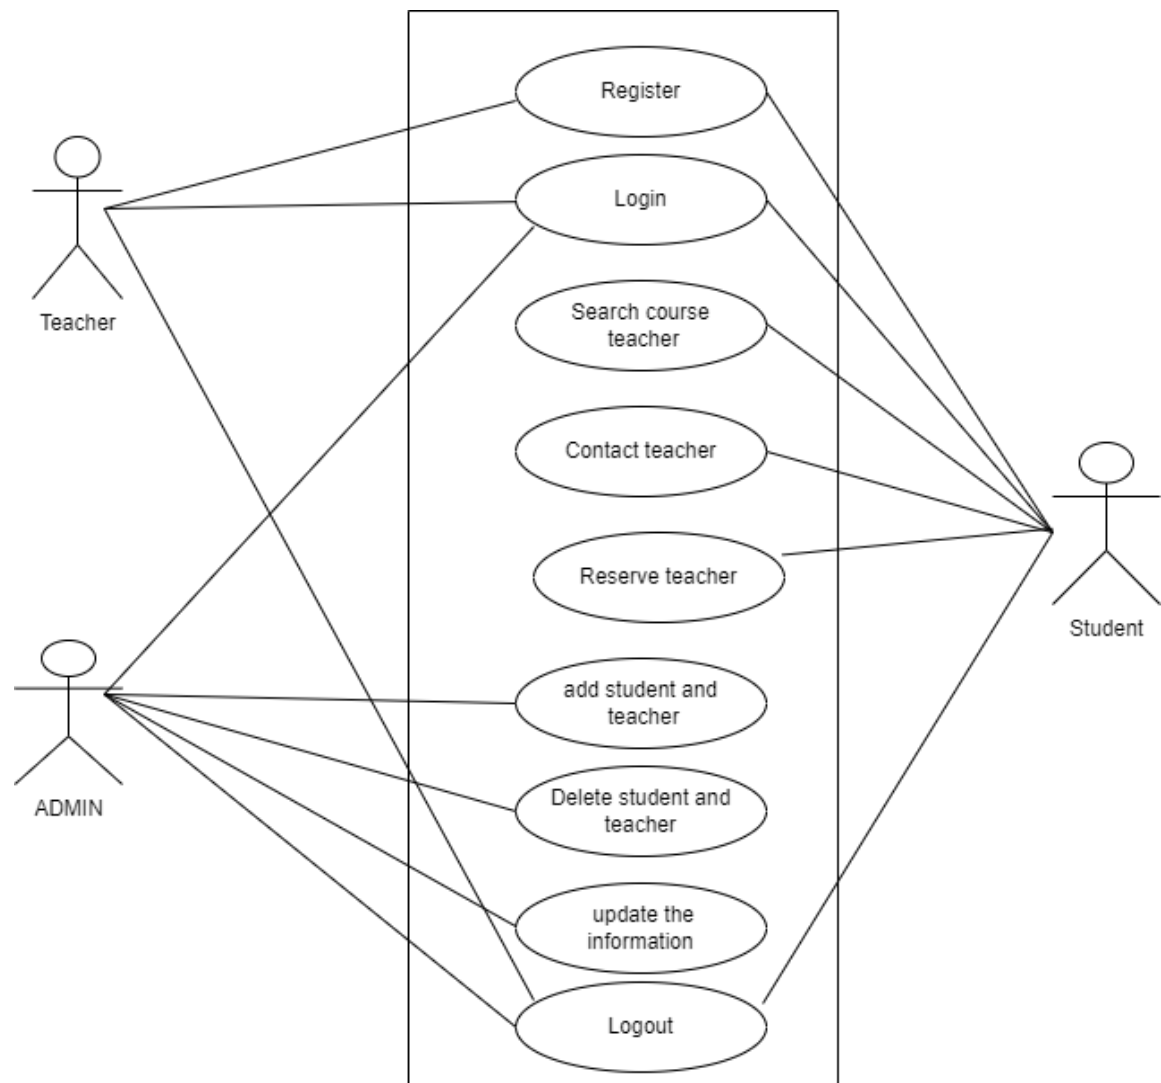 Register
Login
Teacher
Search course
teacher
Contact teacher
Reserve teacher
Student
add student and
teacher
ADMIN
Delete student and
teacher
update the
information
Logout